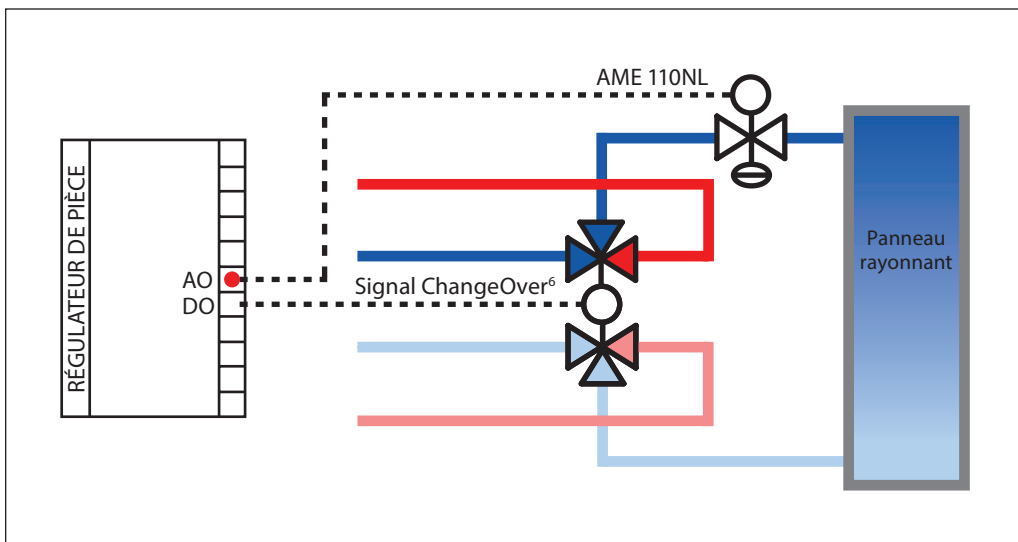 RÉGULATEUR DE PIÈCE
AO
DO
AME 110NL
Signal ChangeOver⁶
Panneau
rayonnant